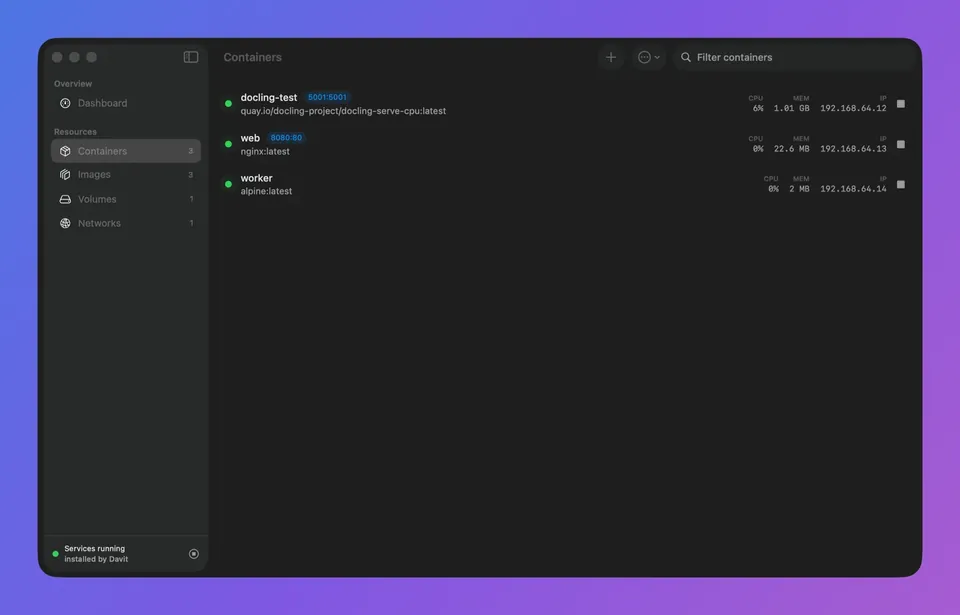 Containers
Filter containers
Overview
Dashboard
Resources
Containers 3
Images 3
Volumes 1
Networks 1
docling-test 5001:5001
quay.io/docling-project/docling-serve-cpu:latest
CPU MEM IP
6% 1.01 GB 192.168.64.12
web 8080:80
nginx:latest
CPU MEM IP
0% 22.6 MB 192.168.64.13
worker
alpine:latest
CPU MEM IP
0% 2 MB 192.168.64.14
Services running
installed by Davit